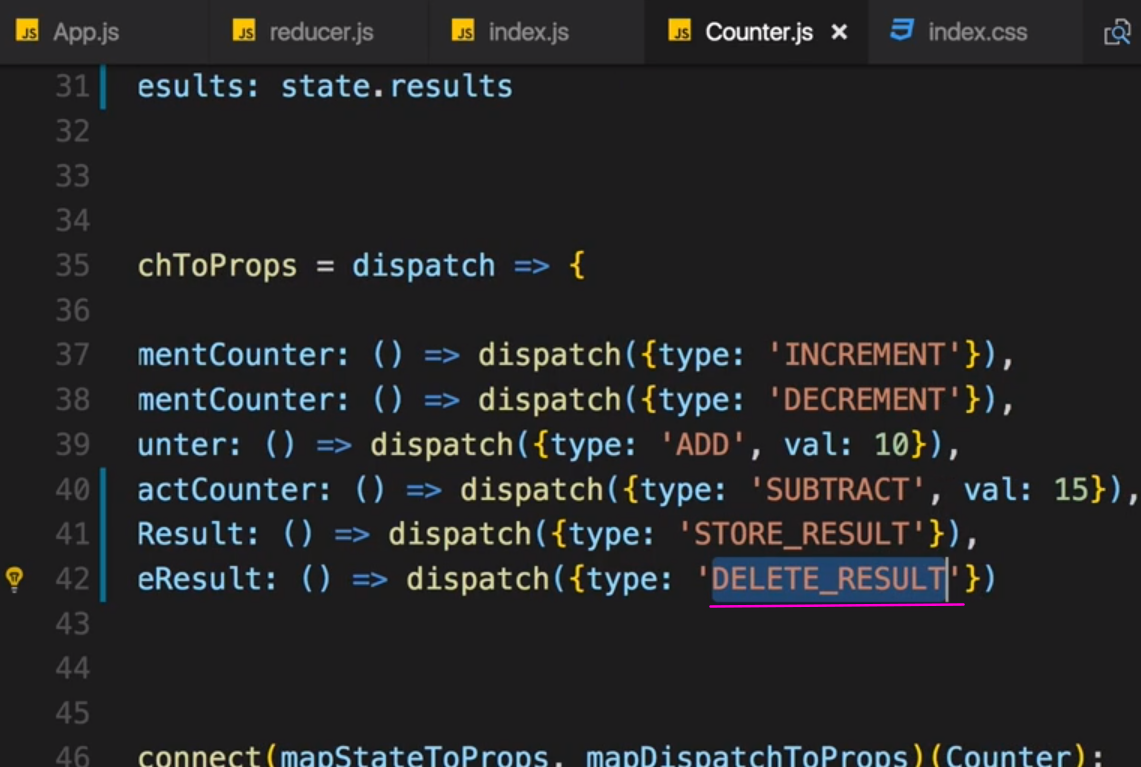 JS App.js JS reducer.js JS index.js JS Counter.js × index.css
31 esults: state.results
32
33
34
35 chToProps = dispatch => {
36
37 mentCounter: () => dispatch({type: 'INCREMENT'}),
38 mentCounter: () => dispatch({type: 'DECREMENT'}),
39 unter: () => dispatch({type: 'ADD', val: 10}),
40 actCounter: () => dispatch({type: 'SUBTRACT', val: 15}),
41 Result: () => dispatch({type: 'STORE_RESULT'}),
42 eResult: () => dispatch({type: 'DELETE_RESULT'})
43
44
45
46 connect(mapStateToProps, mapDispatchToProps)(Counter);